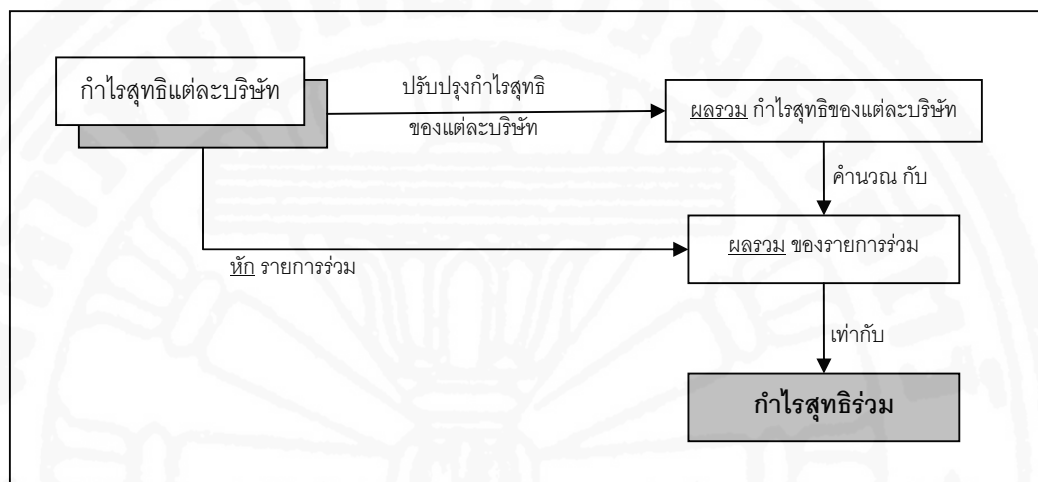 กำไรสุทธิแต่ละบริษัท
ปรับปรุงกำไรสุทธิ
ของแต่ละบริษัท
ผลรวม กำไรสุทธิของแต่ละบริษัท
คำนวณ กับ
หัก รายการร่วม
ผลรวม ของรายการร่วม
เท่ากับ
กำไรสุทธิร่วม